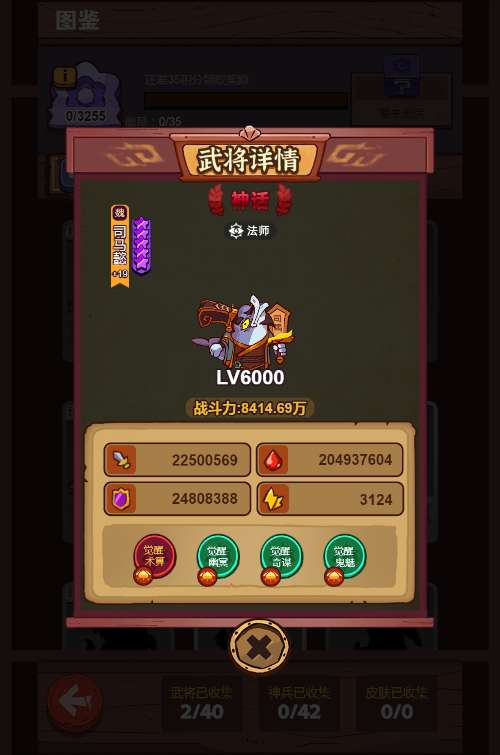 图鉴
0/3255
0/35
武将详情
神话
法师
魏
司马懿
+19
LV6000
战斗力:8414.69万
22500569
204937604
24808388
3124
觉醒
术算
觉醒
幽冥
觉醒
奇谋
觉醒
鬼魅
武将已收集
2/40
神兵已收集
0/42
皮肤已收集
0/0